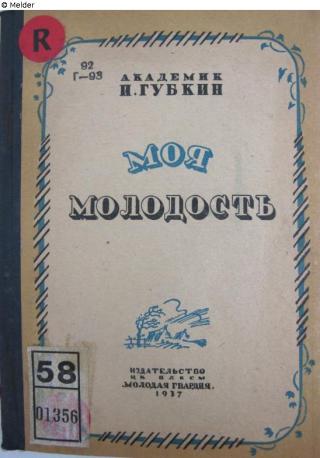 © Melder
R
92
Г-93
АКАДЕМИК
И. ГУБКИН
МОЯ
МОЛОДОСТЬ
ИЗДАТЕЛЬСТВО
ЦК ВЛКСМ
„МОЛОДАЯ ГВАРДИЯ“
1937
58
01356